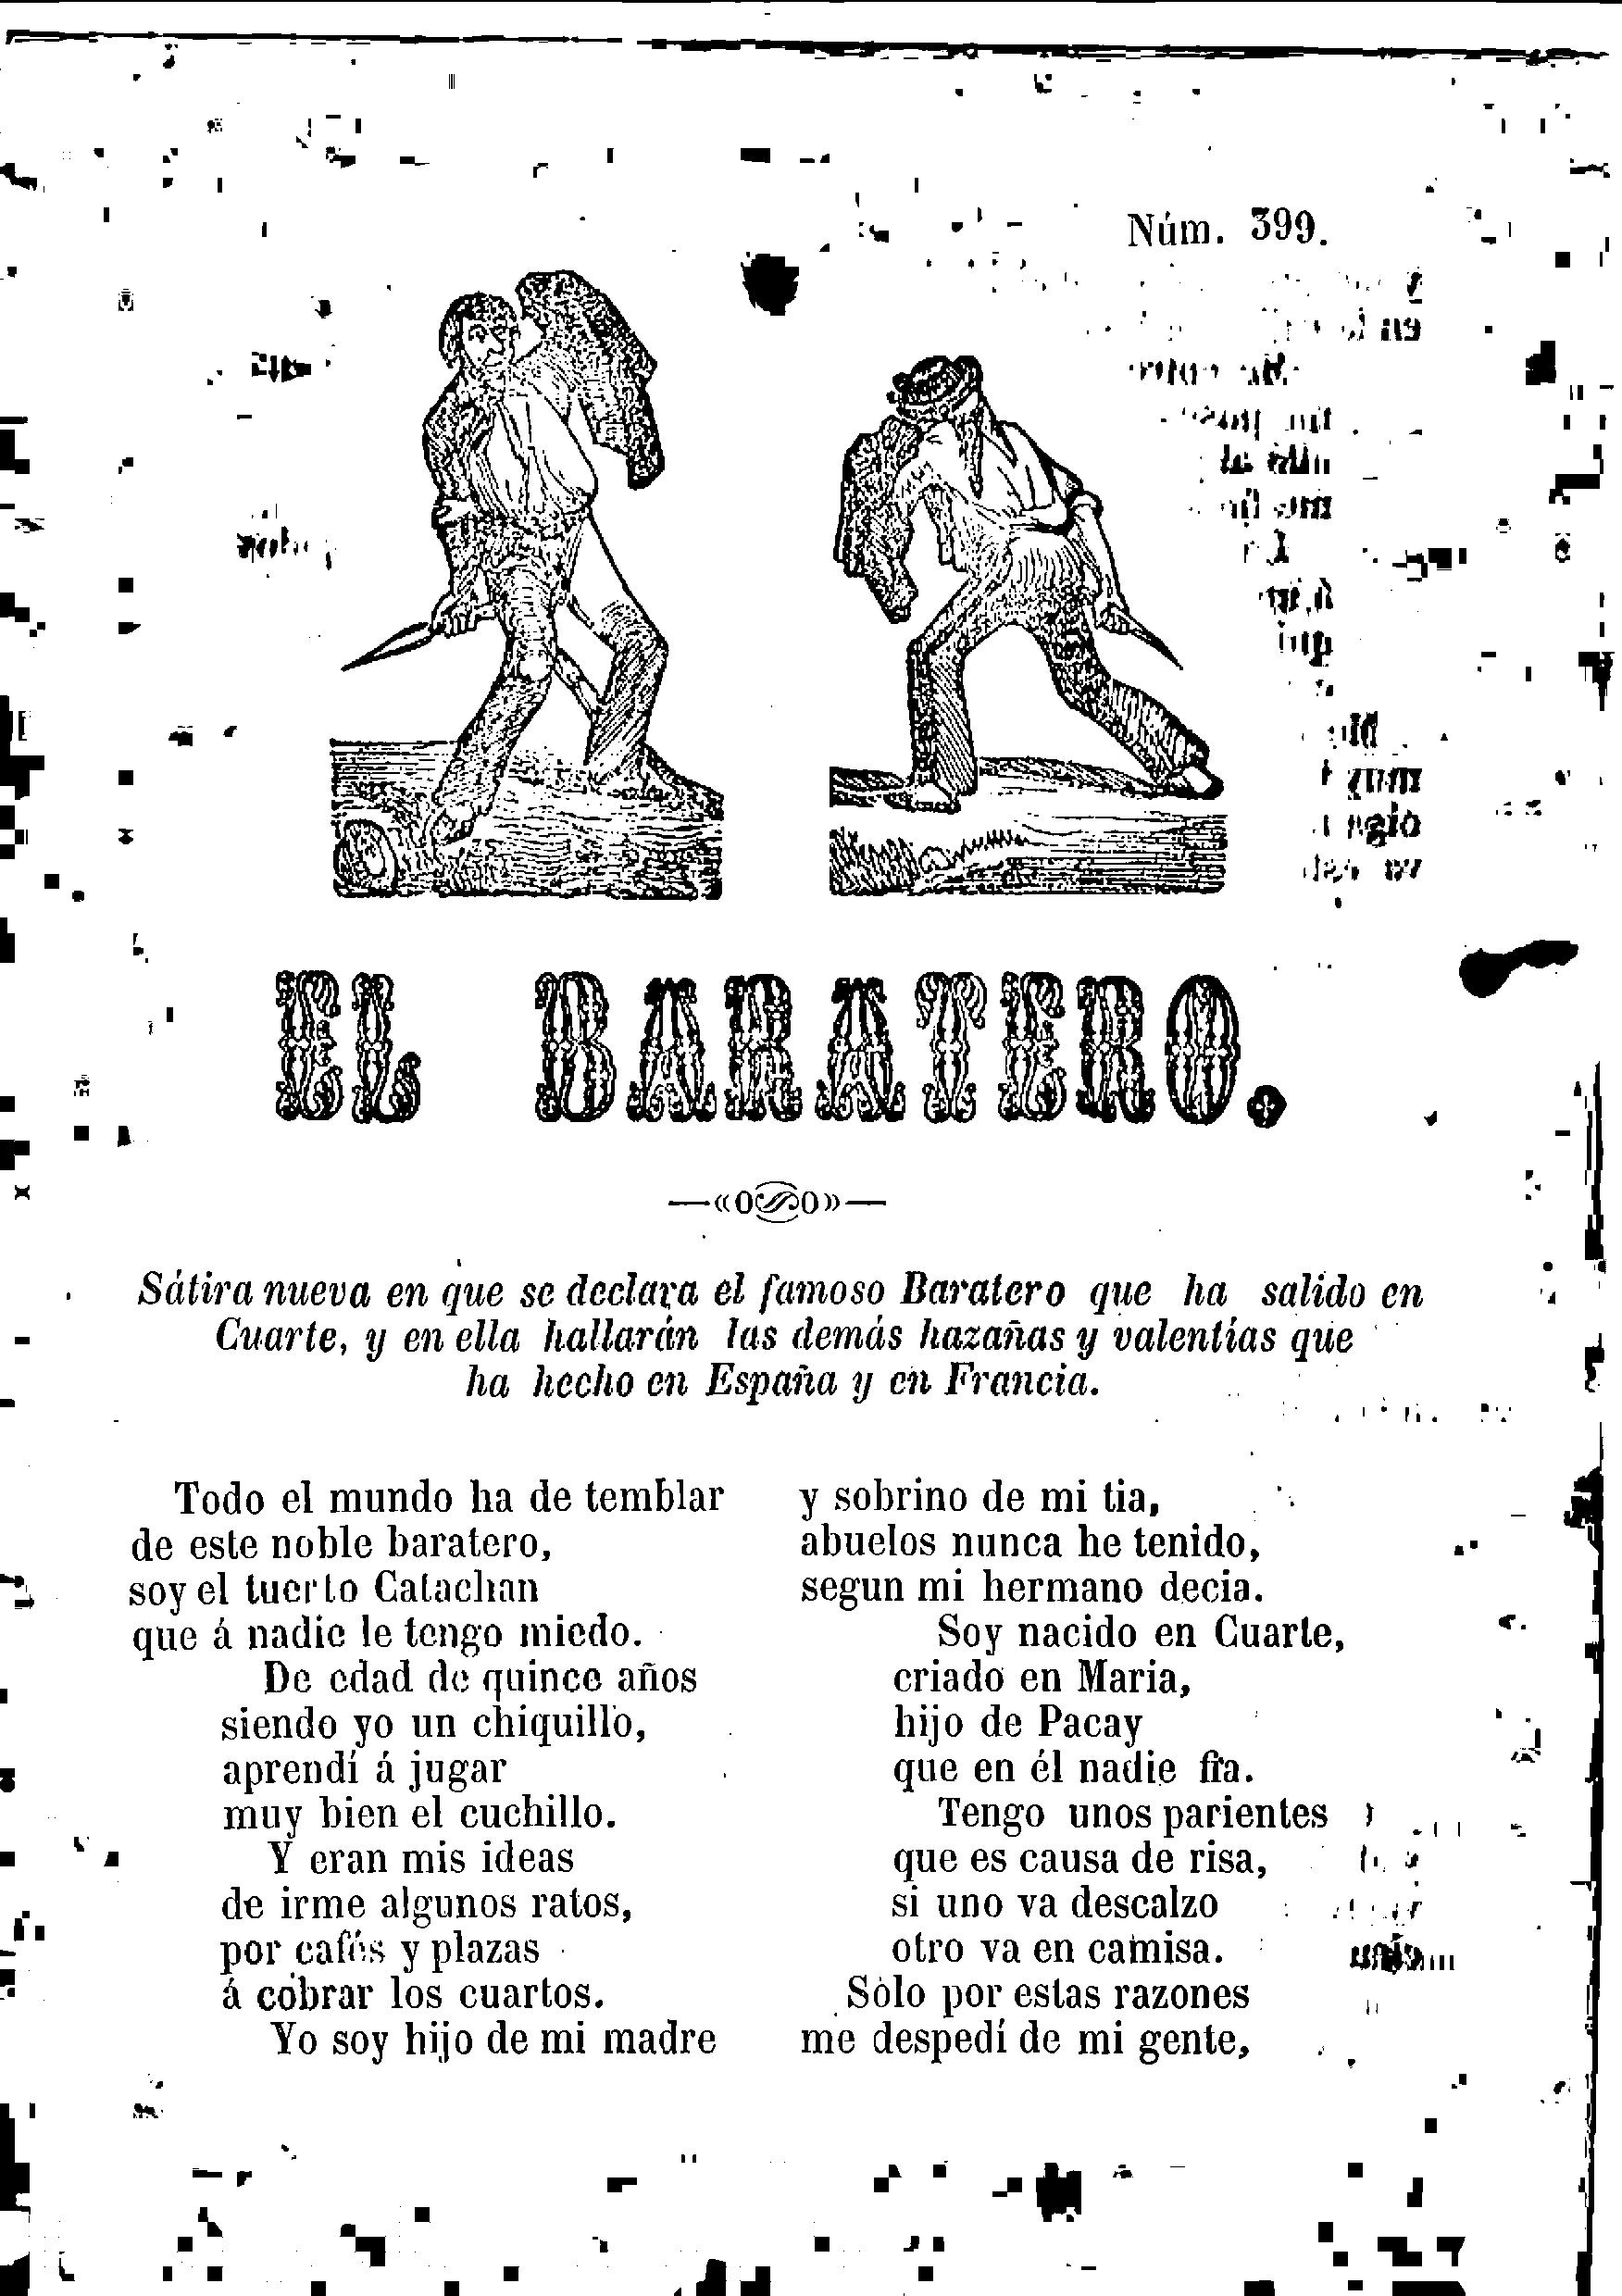 Núm. 399.
EL BARATERO.
Sátira nueva en que se declara el famoso Baratero que ha salido en
Cuarte, y en ella hallarán las demás hazañas y valentías que
ha hecho en España y en Francia.
Todo el mundo ha de temblar
de este noble baratero,
soy el tuerto Catachan
que á nadie le tengo miedo.
De edad de quince años
siendo yo un chiquillo,
aprendí á jugar
muy bien el cuchillo.
Y eran mis ideas
de irme algunos ratos,
por cafés y plazas
á cobrar los cuartos.
Yo soy hijo de mi madre
y sobrino de mi tia,
abuelos nunca he tenido,
segun mi hermano decia.
Soy nacido en Cuarte,
criado en Maria,
hijo de Pacay
que en él nadie fia.
Tengo unos parientes
que es causa de risa,
si uno va descalzo
otro va en camisa.
Sólo por estas razones
me despedí de mi gente,